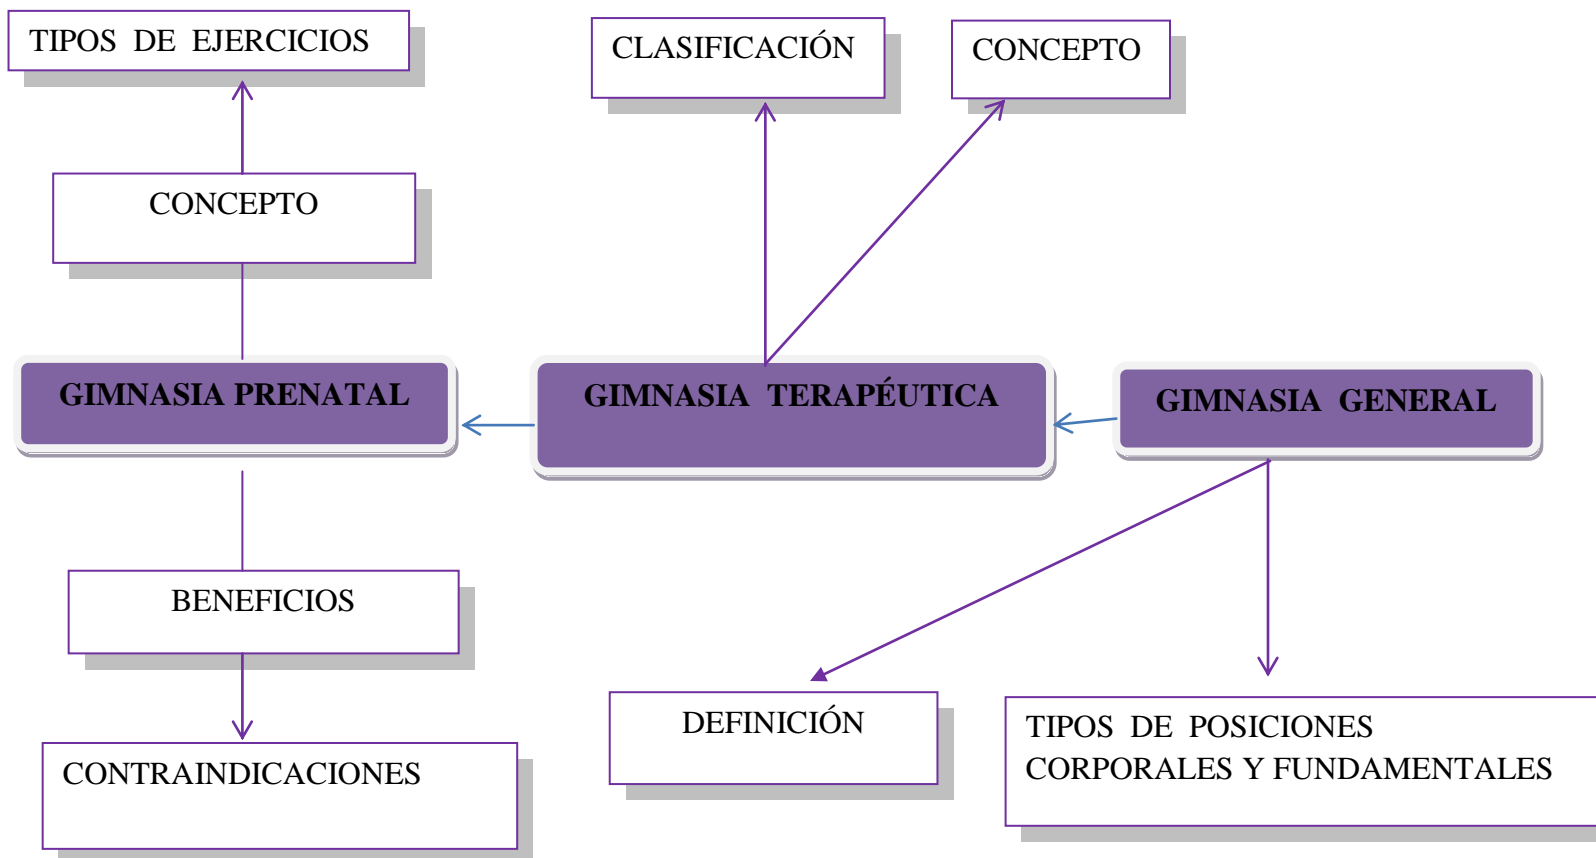 TIPOS DE EJERCICIOS
CLASIFICACIÓN
CONCEPTO
CONCEPTO
GIMNASIA PRENATAL
GIMNASIA TERAPÉUTICA
GIMNASIA GENERAL
BENEFICIOS
DEFINICIÓN
TIPOS DE POSICIONES
CORPORALES Y FUNDAMENTALES
CONTRAINDICACIONES